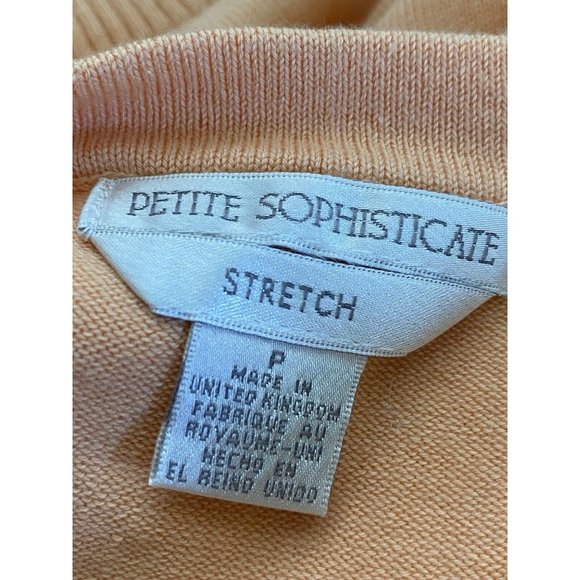 PETITE SOPHISTICATE
STRETCH
P
MADE IN
UNITED KINGDOM
FABRIQUE AU
ROYAUME-UNI
HECHO EN
EL REINO UNIDO